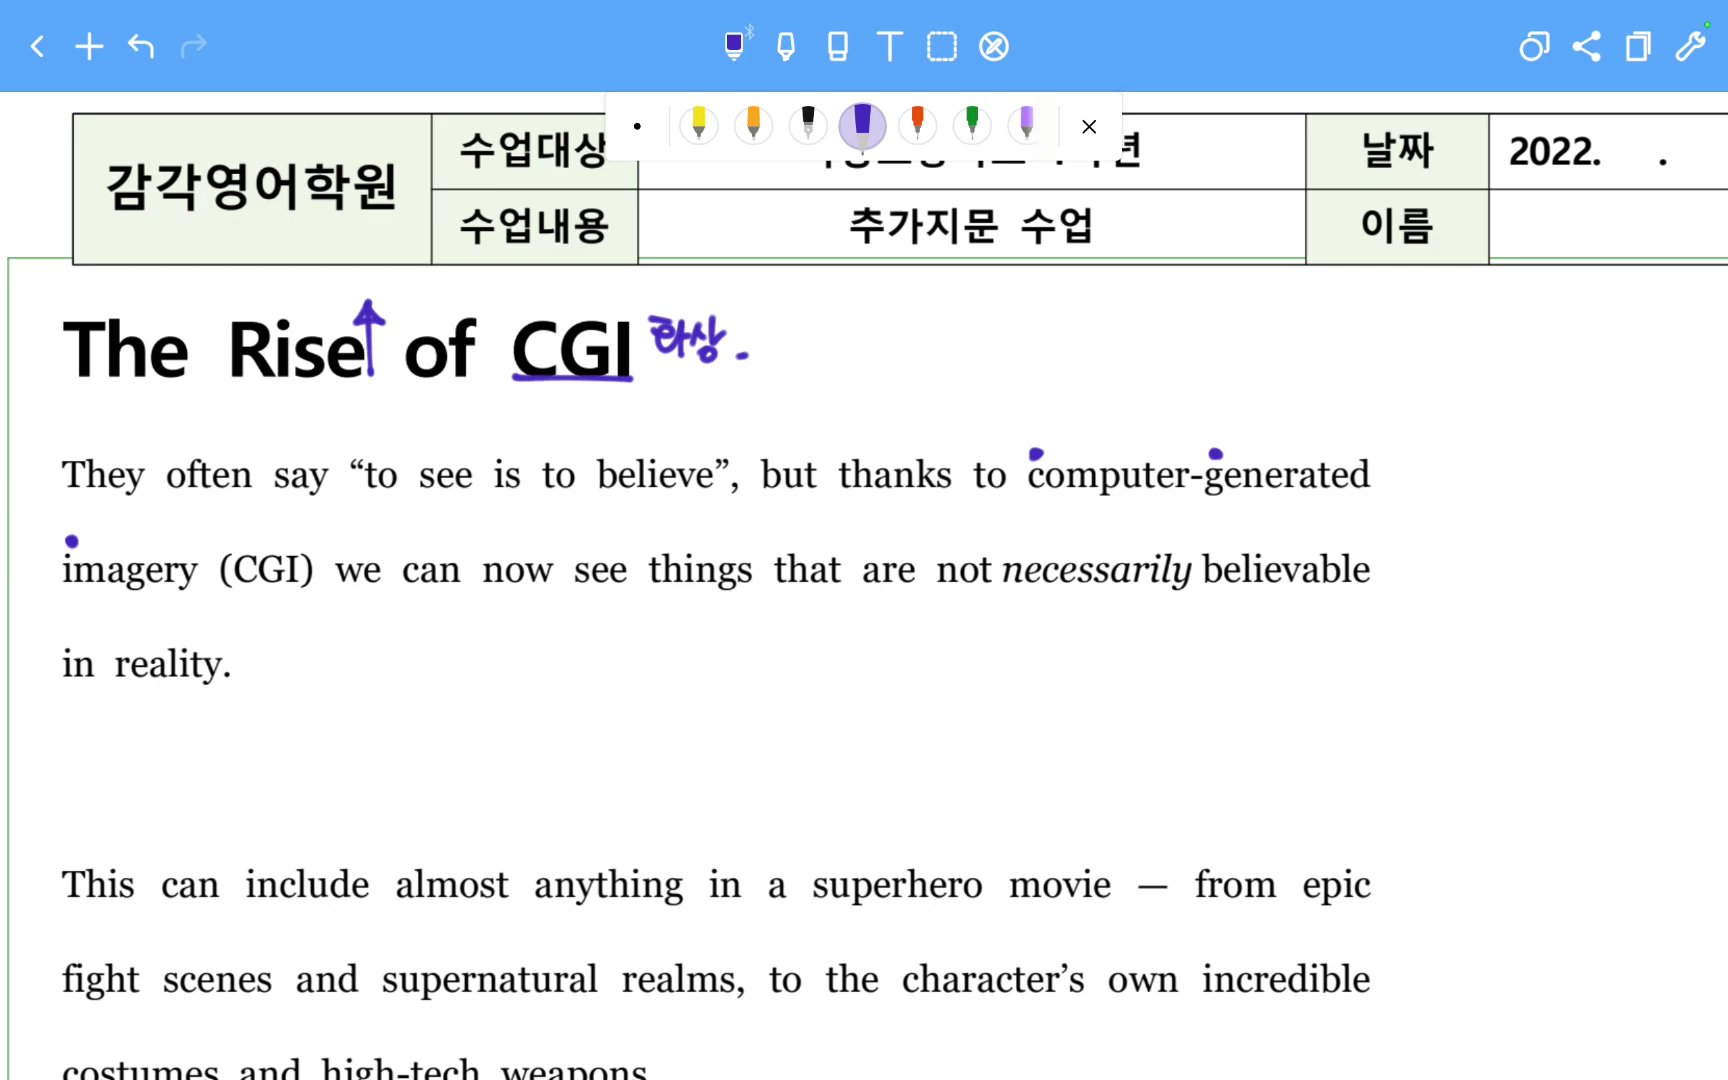 감각영어학원 수업대상 날짜 2022. .
수업내용 추가지문 수업 이름
The Rise of CGI 화상.
They often say “to see is to believe”, but thanks to computer-generated
imagery (CGI) we can now see things that are not necessarily believable
in reality.
This can include almost anything in a superhero movie — from epic
fight scenes and supernatural realms, to the character’s own incredible
costumes and high-tech weapons.